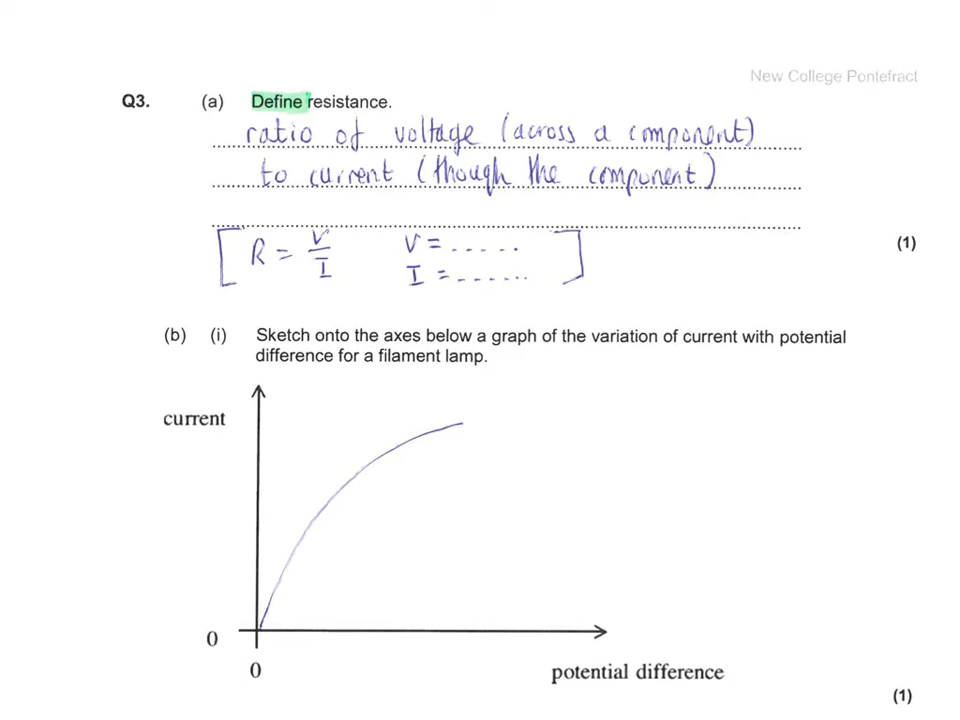 New College Pontefract
Q3. (a) Define resistance.
ratio of voltage (across a component)
to current (though the component)
[ R = V/I V = ...... ]
I = .......
(1)
(b) (i) Sketch onto the axes below a graph of the variation of current with potential
difference for a filament lamp.
current
0
0
potential difference
(1)